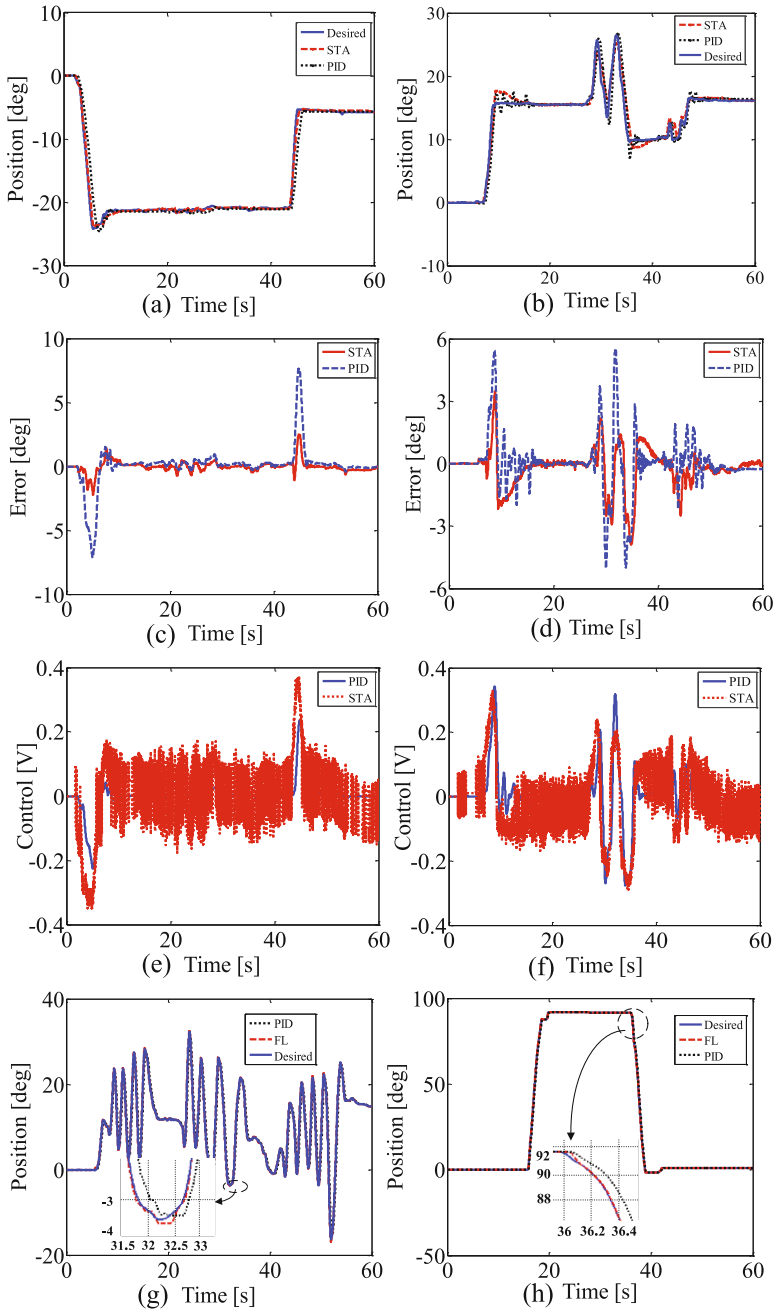 10
0
-10
-20
-30
Position [deg]
Desired
STA
PID
0
20
40
60
(a)
Time [s]
30
20
10
0
-10
Position [deg]
STA
PID
Desired
0
20
40
60
(b)
Time [s]
10
5
0
-5
-10
Error [deg]
STA
PID
0
20
40
60
(c)
Time [s]
6
3
0
-3
-6
Error [deg]
STA
PID
0
20
40
60
(d)
Time [s]
0.4
0.2
0
-0.2
-0.4
Control [V]
PID
STA
0
20
40
60
(e)
Time [s]
0.4
0.2
0
-0.2
-0.4
Control [V]
PID
STA
0
20
40
60
(f)
Time [s]
40
20
0
-20
Position [deg]
PID
FL
Desired
-3
-4
31.5
32
32.5
33
0
20
40
60
(g)
Time [s]
100
50
0
-50
Position [deg]
Desired
FL
PID
92
90
88
36
36.2
36.4
0
20
40
60
(h)
Time [s]